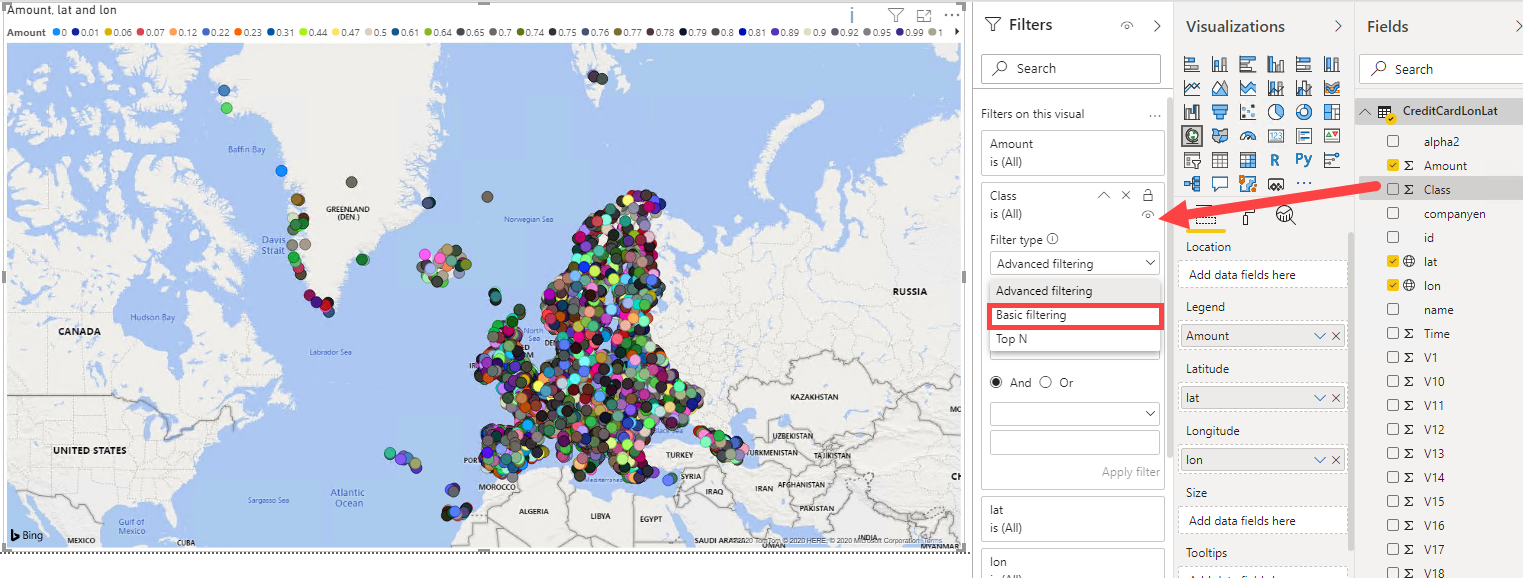 Amount, lat and lon
Amount 0 0.01 0.06 0.07 0.12 0.22 0.23 0.31 0.44 0.47 0.5 0.61 0.64 0.65 0.7 0.74 0.75 0.76 0.77 0.78 0.79 0.8 0.81 0.89 0.9 0.92 0.95 0.99 1
Baffin Bay
GREENLAND
(DEN.)
Norwegian Sea
Davis
Strait
RUSSIA
Hudson Bay
CANADA
North
Sea
Labrador Sea
KAZAKHSTAN
UNITED STATES
UZBEKISTAN
TURKMENISTAN
TAJIKISTAN
TURKEY
SYRIA
AFGHANISTAN
MOROCCO
IRAQ
IRAN
PAKISTAN
Sargasso Sea
Atlantic
Ocean
ALGERIA
LIBYA
EGYPT
Gulf of
Mexico
Bing
MEXICO
CUBA
INDIA
OMAN
MYANMAR
© 2020 TomTom, © 2020 HERE, © 2020 Microsoft Corporation Terms
Filters
Search
Filters on this visual
Amount
is (All)
Class
is (All)
Filter type
Advanced filtering
Advanced filtering
Basic filtering
Top N
And Or
Apply filter
lat
is (All)
lon
is (All)
Visualizations
123
R Py
Location
Add data fields here
Legend
Amount
Latitude
lat
Longitude
lon
Size
Add data fields here
Tooltips
Add data fields here
Fields
Search
CreditCardLonLat
alpha2
Amount
Class
companyen
id
lat
lon
name
Time
V1
V10
V11
V12
V13
V14
V15
V16
V17
V18